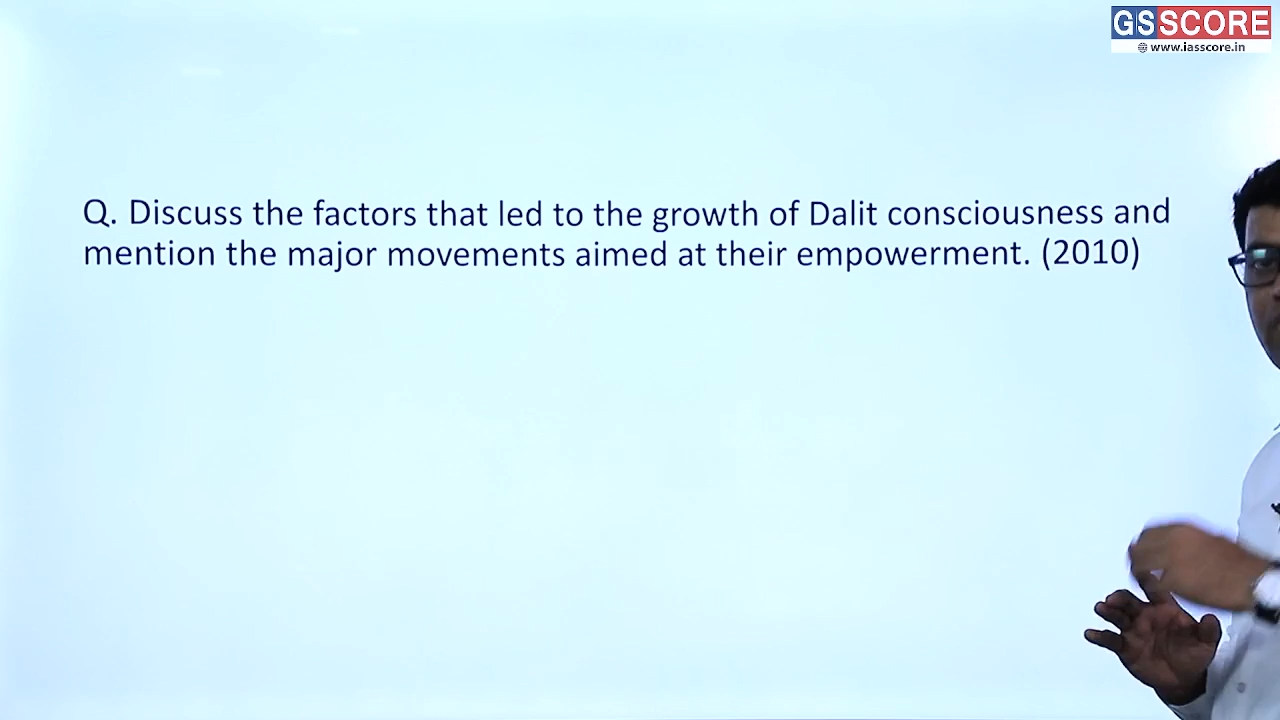 GSSCORE
www.iasscore.in
Q. Discuss the factors that led to the growth of Dalit consciousness and
mention the major movements aimed at their empowerment. (2010)